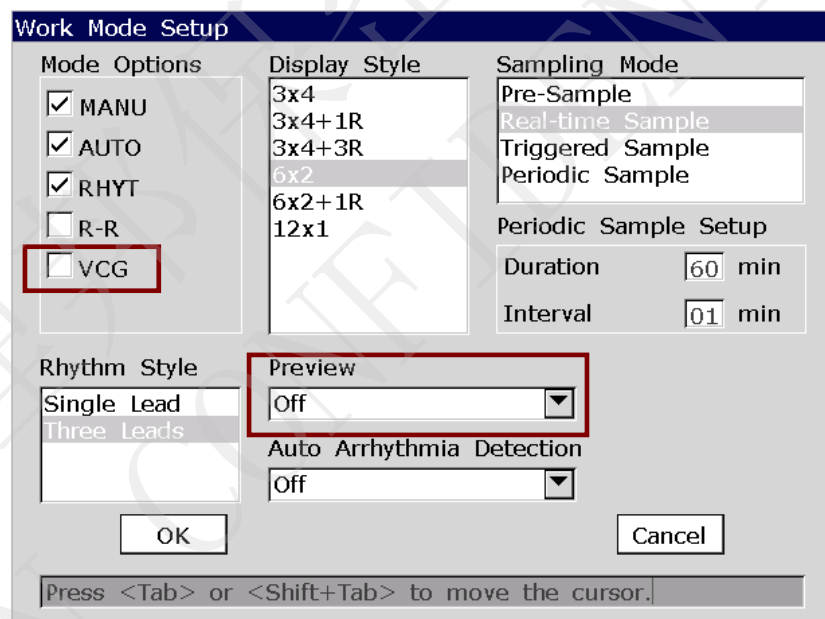 Work Mode Setup
Mode Options
MANU
AUTO
RHYT
R-R
VCG
Display Style
3x4
3x4+1R
3x4+3R
6x2
6x2+1R
12x1
Sampling Mode
Pre-Sample
Real-time Sample
Triggered Sample
Periodic Sample
Periodic Sample Setup
Duration 60 min
Interval 01 min
Rhythm Style
Single Lead
Three Leads
Preview
Off
Auto Arrhythmia Detection
Off
OK
Cancel
Press <Tab> or <Shift+Tab> to move the cursor.